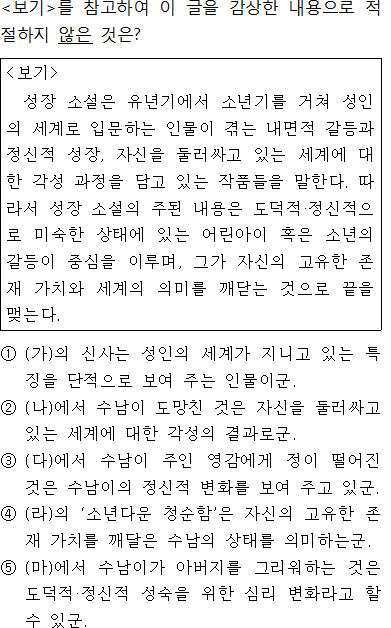 <보기>를 참고하여 이 글을 감상한 내용으로 적
절하지 않은 것은?
<보기>
성장 소설은 유년기에서 소년기를 거쳐 성인
의 세계로 입문하는 인물이 겪는 내면적 갈등과
정신적 성장, 자신을 둘러싸고 있는 세계에 대
한 각성 과정을 담고 있는 작품들을 말한다. 따
라서 성장 소설의 주된 내용은 도덕적·정신적으
로 미숙한 상태에 있는 어린아이 혹은 소년의
갈등이 중심을 이루며, 그가 자신의 고유한 존
재 가치와 세계의 의미를 깨닫는 것으로 끝을
맺는다.
① (가)의 신사는 성인의 세계가 지니고 있는 특
징을 단적으로 보여 주는 인물이군.
② (나)에서 수남이 도망친 것은 자신을 둘러싸고
있는 세계에 대한 각성의 결과로군.
③ (다)에서 수남이 주인 영감에게 정이 떨어진
것은 수남이의 정신적 변화를 보여 주고 있군.
④ (라)의 ‘소년다운 청순함’은 자신의 고유한 존
재 가치를 깨달은 수남의 상태를 의미하는군.
⑤ (마)에서 수남이가 아버지를 그리워하는 것은
도덕적·정신적 성숙을 위한 심리 변화라고 할
수 있군.